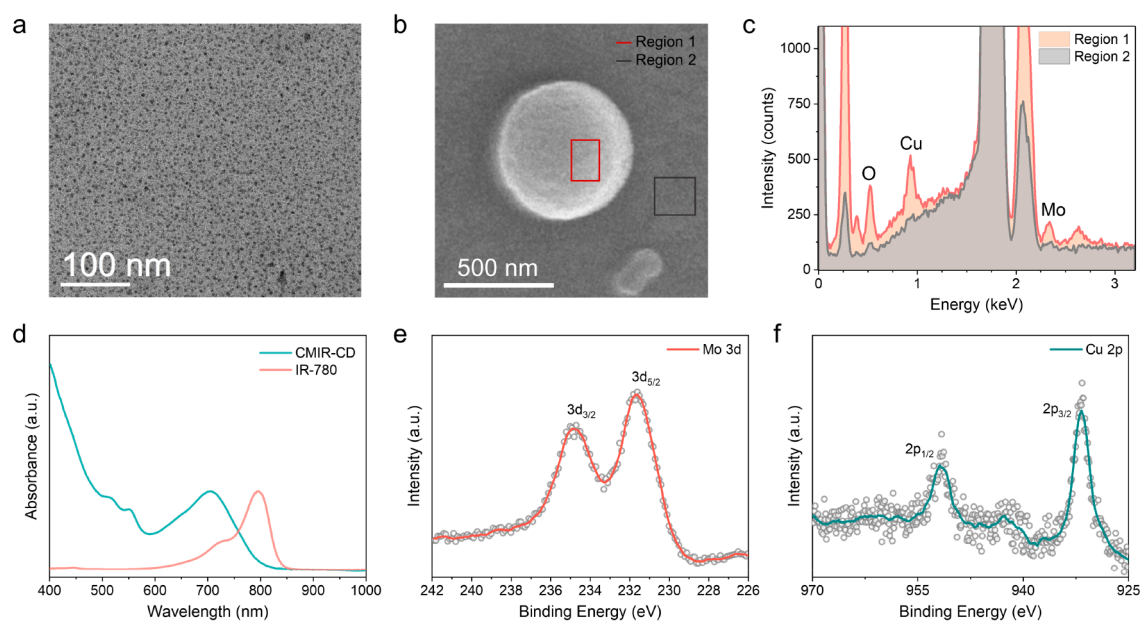 a
100 nm
b
Region 1
Region 2
500 nm
c
Region 1
Region 2
1000
750
500
250
0
O
Cu
Mo
0
1
2
3
Intensity (counts)
Energy (keV)
d
CMIR-CD
IR-780
Absorbance (a.u.)
400
500
600
700
800
900
1000
Wavelength (nm)
e
Mo 3d
3d5/2
3d3/2
Intensity (a.u.)
242
240
238
236
234
232
230
228
226
Binding Energy (eV)
f
Cu 2p
2p3/2
2p1/2
Intensity (a.u.)
970
955
940
925
Binding Energy (eV)